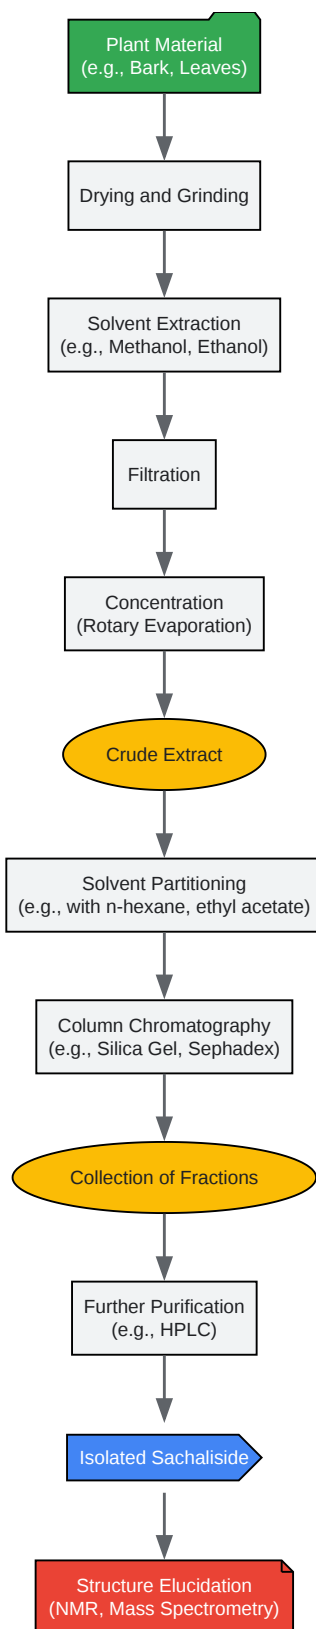 Plant Material
(e.g., Bark, Leaves)
Drying and Grinding
Solvent Extraction
(e.g., Methanol, Ethanol)
Filtration
Concentration
(Rotary Evaporation)
Crude Extract
Solvent Partitioning
(e.g., with n-hexane, ethyl acetate)
Column Chromatography
(e.g., Silica Gel, Sephadex)
Collection of Fractions
Further Purification
(e.g., HPLC)
Isolated Sachaliside
Structure Elucidation
(NMR, Mass Spectrometry)